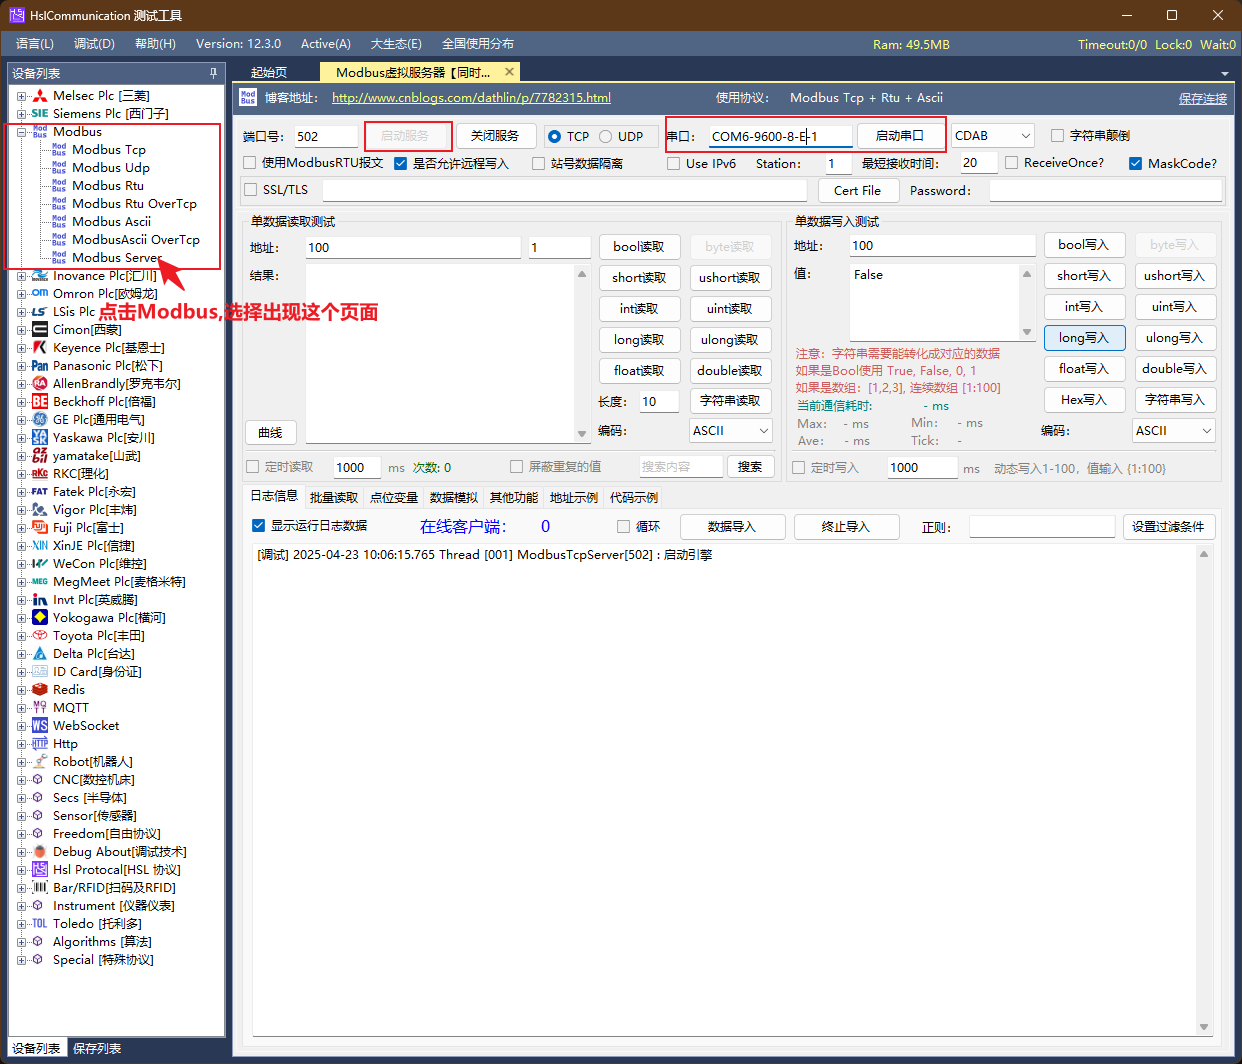 HslCommunication 测试工具
语言(L) 调试(D) 帮助(H) Version: 12.3.0 Active(A) 大生态(E) 全国使用分布 Ram: 49.5MB Timeout:0/0 Lock:0 Wait:0
设备列表
起始页 Modbus虚拟服务器【同时...
Melsec Plc [三菱]
Siemens Plc [西门子]
Modbus
Modbus Tcp
Modbus Udp
Modbus Rtu
Modbus Rtu OverTcp
Modbus Ascii
ModbusAscii OverTcp
Modbus Server
Inovance Plc[汇川]
Omron Plc[欧姆龙]
LSis Plc
Cimon[西蒙]
Keyence Plc[基恩士]
Panasonic Plc[松下]
AllenBrandly[罗克韦尔]
Beckhoff Plc[倍福]
GE Plc[通用电气]
Yaskawa Plc[安川]
yamatake[山武]
RKC[理化]
Fatek Plc[永宏]
Vigor Plc[丰炜]
Fuji Plc[富士]
XinJE Plc[信捷]
WeCon Plc[维控]
MegMeet Plc[麦格米特]
Invt Plc[英威腾]
Yokogawa Plc[横河]
Toyota Plc[丰田]
Delta Plc[台达]
ID Card[身份证]
Redis
MQTT
WebSocket
Http
Robot[机器人]
CNC[数控机床]
Secs [半导体]
Sensor[传感器]
Freedom[自由协议]
Debug About[调试技术]
Hsl Protocal[HSL 协议]
Bar/RFID[扫码及RFID]
Instrument [仪器仪表]
Toledo [托利多]
Algorithms [算法]
Special [特殊协议]
设备列表 保存列表
点击Modbus,选择出现这个页面
Mod Bus 博客地址: http://www.cnblogs.com/dathlin/p/7782315.html 使用协议: Modbus Tcp + Rtu + Ascii 保存连接
端口号: 502 启动服务 关闭服务 TCP UDP 串口: COM6-9600-8-E-1 启动串口 CDAB 字符串颠倒
使用ModbusRTU报文 是否允许远程写入 站号数据隔离 Use IPv6 Station: 1 最短接收时间: 20 ReceiveOnce? MaskCode?
SSL/TLS Cert File Password:
单数据读取测试
地址: 100 1 bool读取 byte读取
结果: short读取 ushort读取
int读取 uint读取
long读取 ulong读取
float读取 double读取
长度: 10 字符串读取
曲线 编码: ASCII
定时读取 1000 ms 次数: 0 屏蔽重复的值 搜索内容 搜索
单数据写入测试
地址: 100 bool写入 byte写入
值: False short写入 ushort写入
int写入 uint写入
long写入 ulong写入
注意: 字符串需要能转化成对应的数据
如果是Bool使用 True, False, 0, 1 float写入 double写入
如果是数组: [1,2,3], 连续数组 [1:100]
当前通信耗时: - ms Hex写入 字符串写入
Max: - ms Min: - ms
Ave: - ms Tick: - 编码: ASCII
定时写入 1000 ms 动态写入1-100, 值输入 {1:100}
日志信息 批量读取 点位变量 数据模拟 其他功能 地址示例 代码示例
显示运行日志数据 在线客户端: 0 循环 数据导入 终止导入 正则: 设置过滤条件
[调试] 2025-04-23 10:06:15.765 Thread [001] ModbusTcpServer[502] : 启动引擎